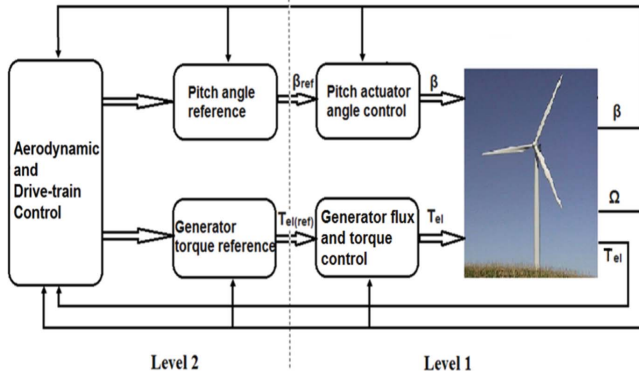 Aerodynamic
and
Drive-train
Control
Pitch angle
reference
βref
Pitch actuator
angle control
β
β
Generator
torque reference
Tel(ref)
Generator flux
and torque
control
Tel
Ω
Tel
Level 2
Level 1